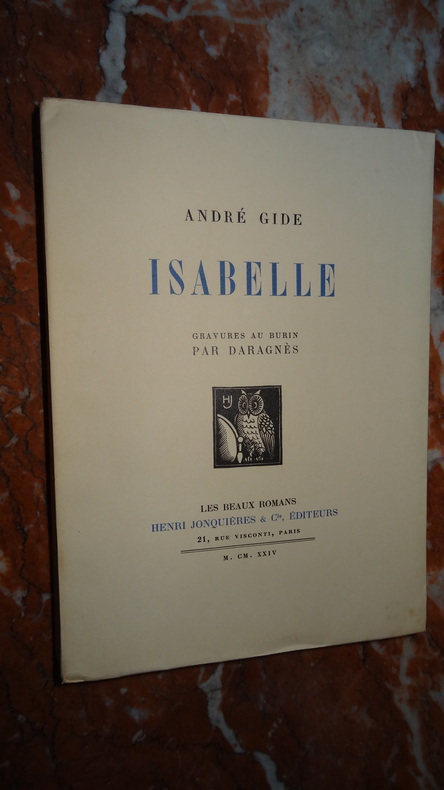 ANDRÉ GIDE
ISABELLE
GRAVURES AU BURIN
PAR DARAGNÈS
HJ
LES BEAUX ROMANS
HENRI JONQUIÈRES & Cie, ÉDITEURS
21, RUE VISCONTI, PARIS
M. CM. XXIV